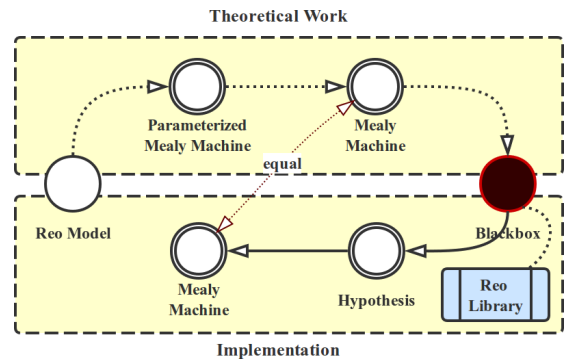 Theoretical Work
Parameterized
Mealy Machine
Mealy
Machine
equal
Reo Model
Blackbox
Mealy
Machine
Hypothesis
Reo
Library
Implementation